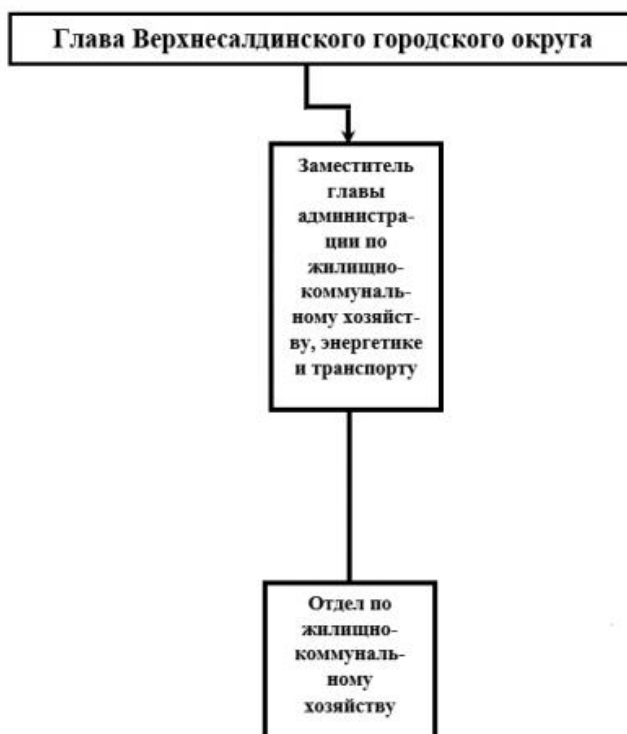 Глава Верхнесалдинского городского округа
Заместитель
главы
администра-
ции по
жилищно-
коммуналь-
ному хозяйст-
ву, энергетике
и транспорту
Отдел по
жилищно-
коммуналь-
ному
хозяйству